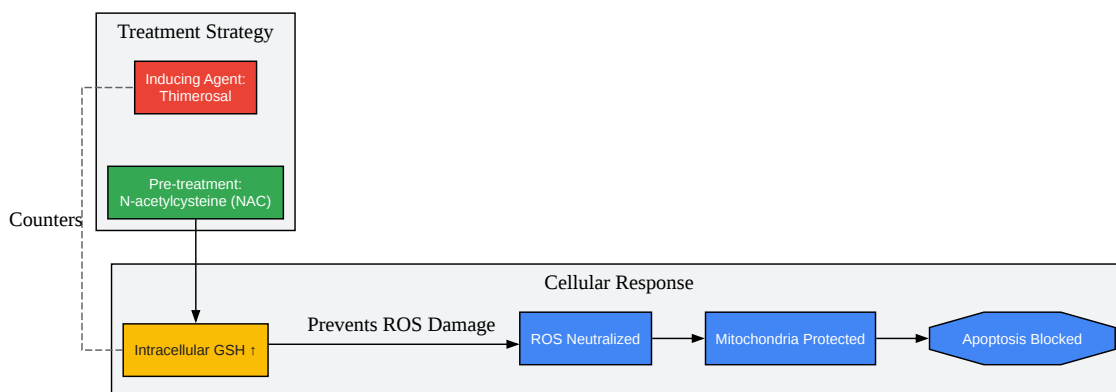 Treatment Strategy
Inducing Agent:
Thimerosal
Pre-treatment:
N-acetylcysteine (NAC)
Counters
Cellular Response
Prevents ROS Damage
Intracellular GSH ↑
ROS Neutralized
Mitochondria Protected
Apoptosis Blocked